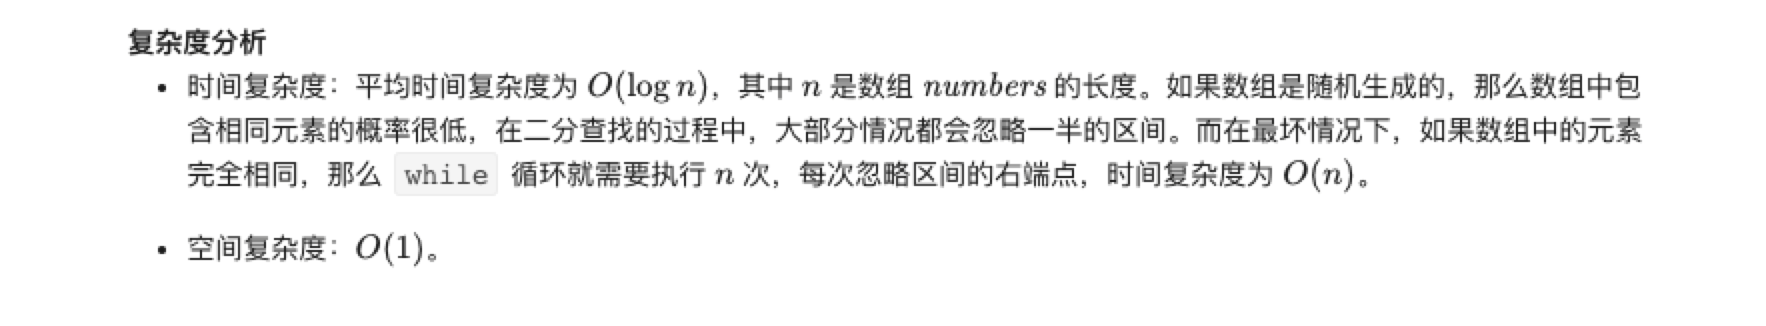 复杂度分析
• 时间复杂度：平均时间复杂度为 O(log n)，其中 n 是数组 numbers 的长度。如果数组是随机生成的，那么数组中包
含相同元素的概率很低，在二分查找的过程中，大部分情况都会忽略一半的区间。而在最坏情况下，如果数组中的元素
完全相同，那么 while 循环就需要执行 n 次，每次忽略区间的右端点，时间复杂度为 O(n)。
• 空间复杂度：O(1)。